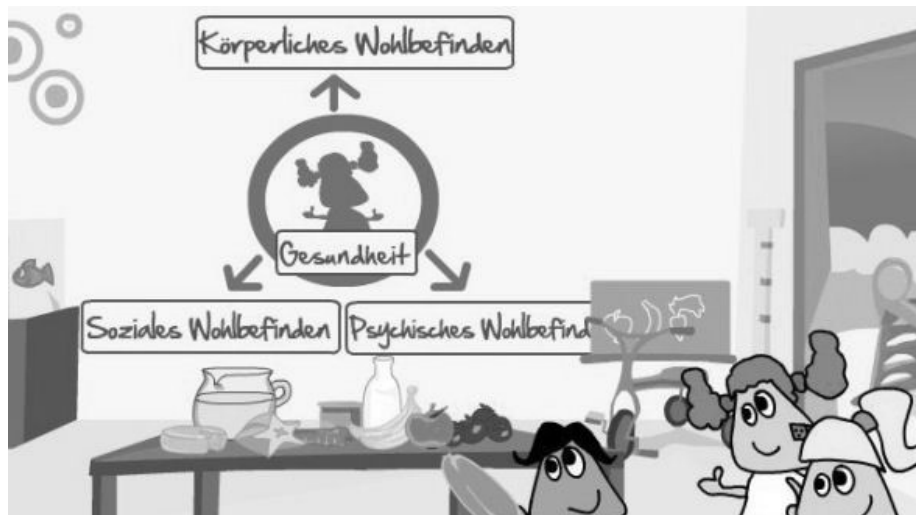 Körperliches Wohlbefinden
Gesundheit
Soziales Wohlbefinden
Psychisches Wohlbefind